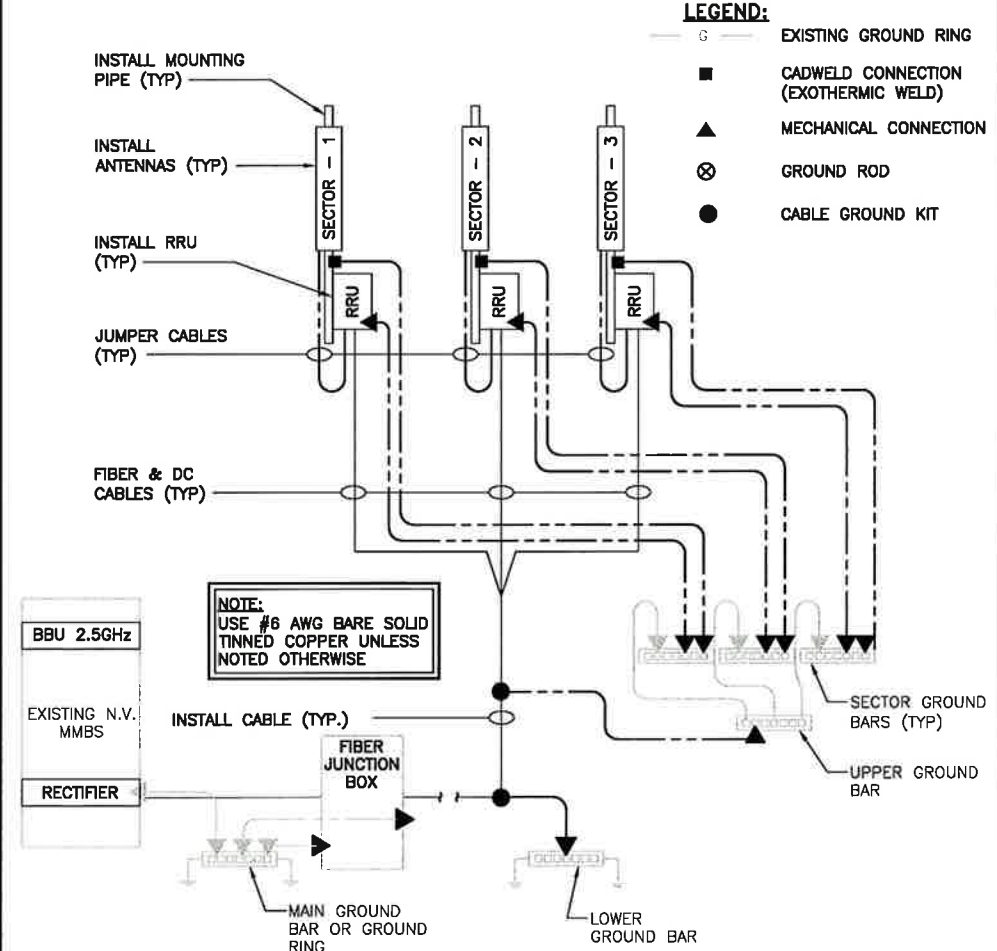 LEGEND:
G EXISTING GROUND RING
CADWELD CONNECTION
(EXOTHERMIC WELD)
MECHANICAL CONNECTION
GROUND ROD
CABLE GROUND KIT
INSTALL MOUNTING
PIPE (TYP)
INSTALL
ANTENNAS (TYP)
SECTOR - 1
SECTOR - 2
SECTOR - 3
INSTALL RRU
(TYP)
RRU
RRU
RRU
JUMPER CABLES
(TYP)
FIBER & DC
CABLES (TYP)
NOTE:
USE #6 AWG BARE SOLID
TINNED COPPER UNLESS
NOTED OTHERWISE
BBU 2.5GHz
EXISTING N.V.
MMBS
RECTIFIER
INSTALL CABLE (TYP.)
FIBER
JUNCTION
BOX
SECTOR GROUND
BARS (TYP)
UPPER GROUND
BAR
MAIN GROUND
BAR OR GROUND
RING
LOWER
GROUND BAR